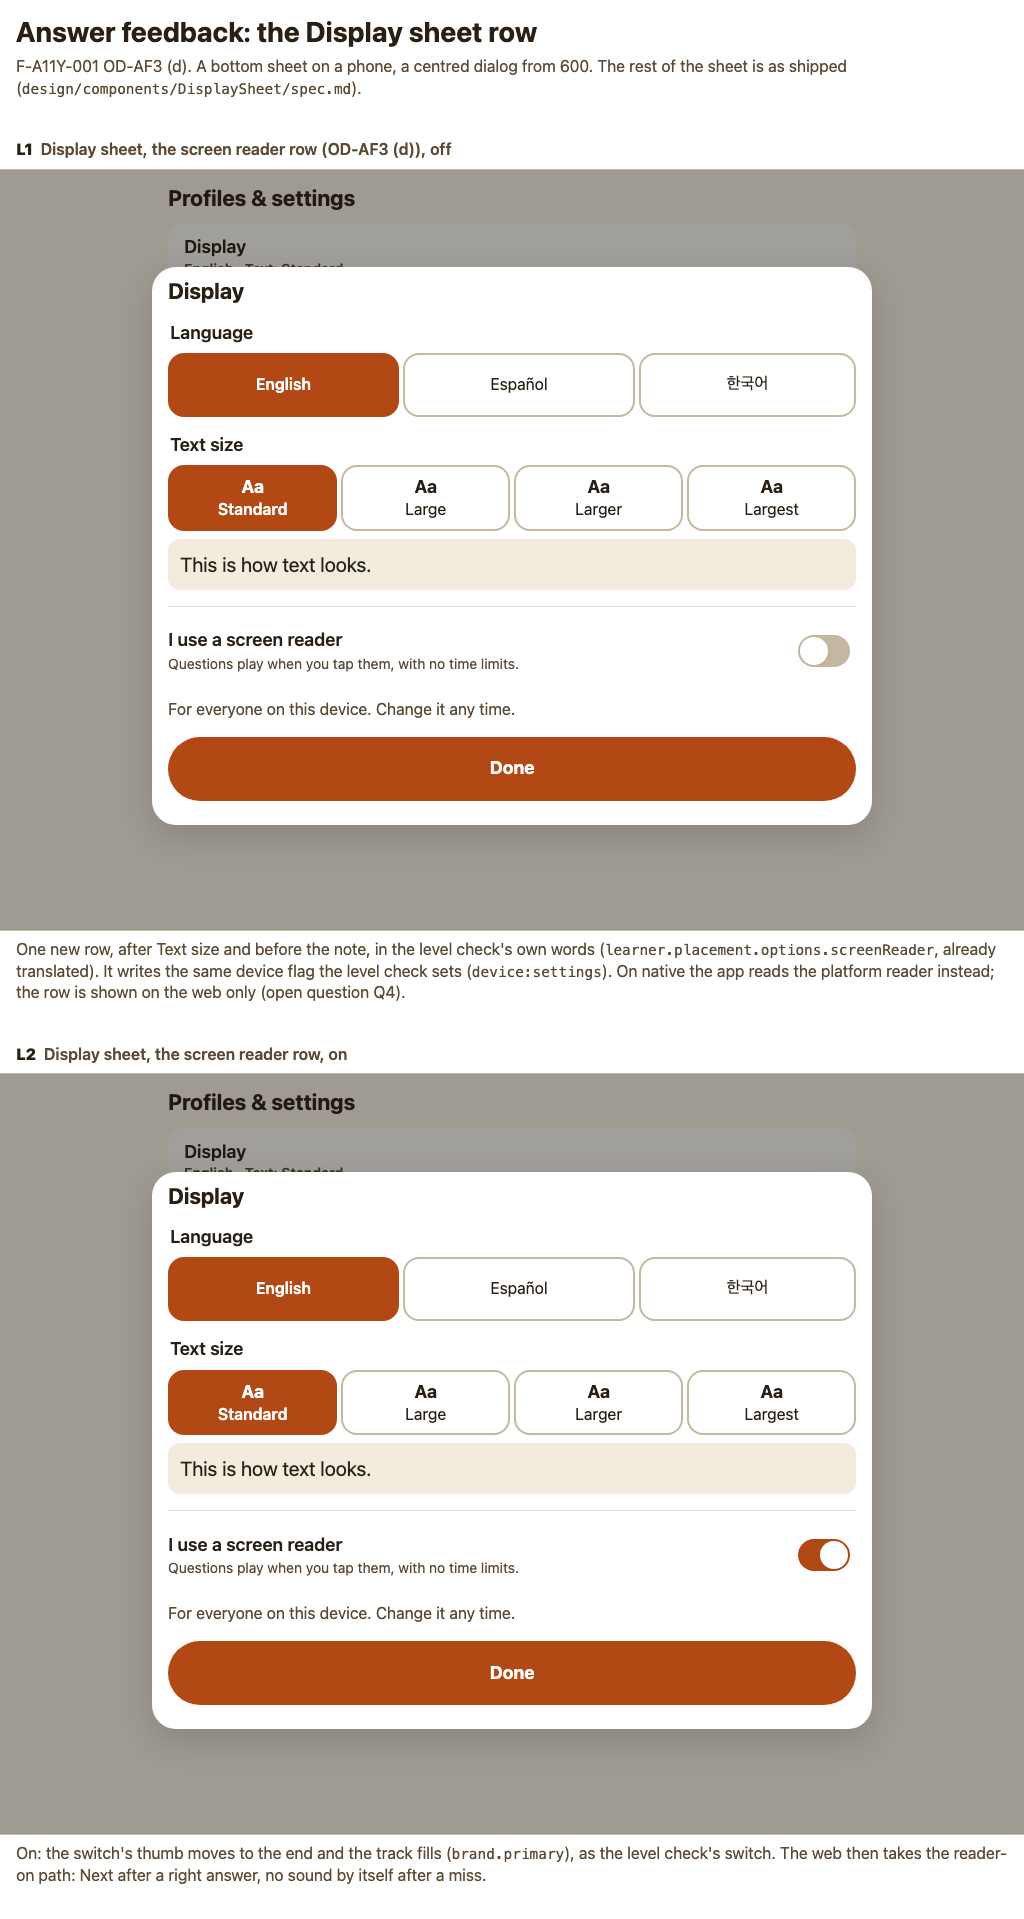 Answer feedback: the Display sheet row
F-A11Y-001 OD-AF3 (d). A bottom sheet on a phone, a centred dialog from 600. The rest of the sheet is as shipped
(design/components/DisplaySheet/spec.md).
L1 Display sheet, the screen reader row (OD-AF3 (d)), off
Profiles & settings
Display
Display
Language
English
Español
한국어
Text size
Aa
Standard
Aa
Large
Aa
Larger
Aa
Largest
This is how text looks.
I use a screen reader
Questions play when you tap them, with no time limits.
For everyone on this device. Change it any time.
Done
One new row, after Text size and before the note, in the level check's own words (learner.placement.options.screenReader, already
translated). It writes the same device flag the level check sets (device:settings). On native the app reads the platform reader instead;
the row is shown on the web only (open question Q4).
L2 Display sheet, the screen reader row, on
Profiles & settings
Display
Display
Language
English
Español
한국어
Text size
Aa
Standard
Aa
Large
Aa
Larger
Aa
Largest
This is how text looks.
I use a screen reader
Questions play when you tap them, with no time limits.
For everyone on this device. Change it any time.
Done
On: the switch's thumb moves to the end and the track fills (brand.primary), as the level check's switch. The web then takes the reader-
on path: Next after a right answer, no sound by itself after a miss.